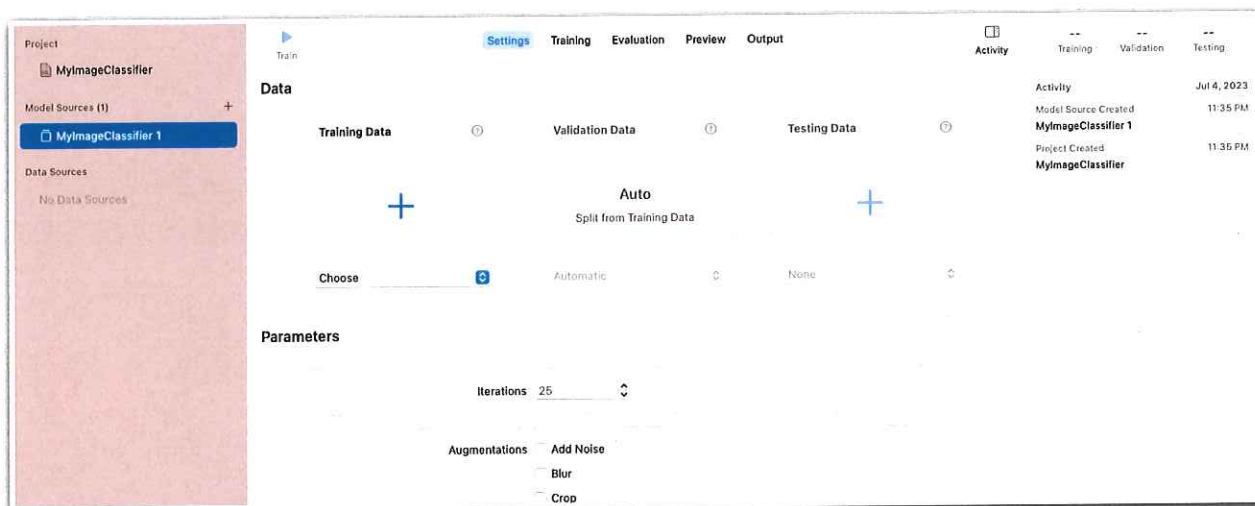 Project
MyImageClassifier
Model Sources (1) +
MyImageClassifier 1
Data Sources
No Data Sources
Train
Settings Training Evaluation Preview Output
Activity
-- -- --
Training Validation Testing
Data
Training Data ? Validation Data ? Testing Data ?
Auto
Split from Training Data
Choose Automatic None
Parameters
Iterations 25
Augmentations Add Noise
Blur
Crop
Activity Jul 4, 2023
Model Source Created 11:35 PM
MyImageClassifier 1
Project Created 11:35 PM
MyImageClassifier